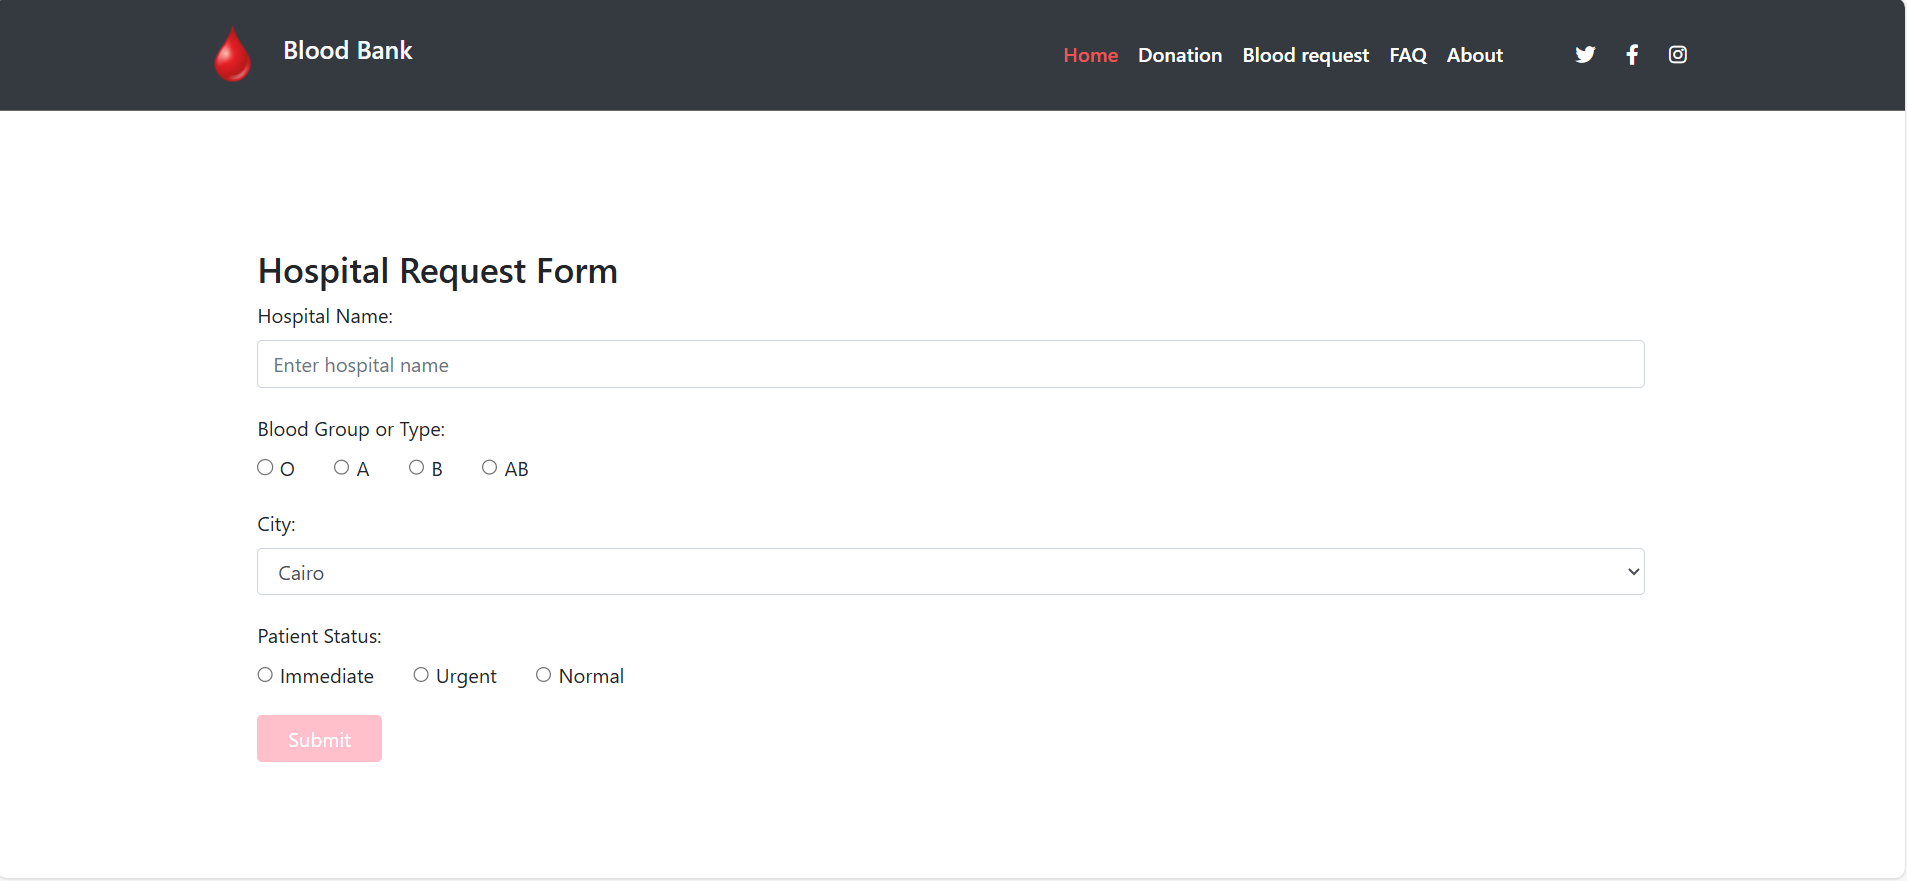 Blood Bank
Home Donation Blood request FAQ About
Hospital Request Form
Hospital Name:
Enter hospital name
Blood Group or Type:
O A B AB
City:
Cairo
Patient Status:
Immediate Urgent Normal
Submit